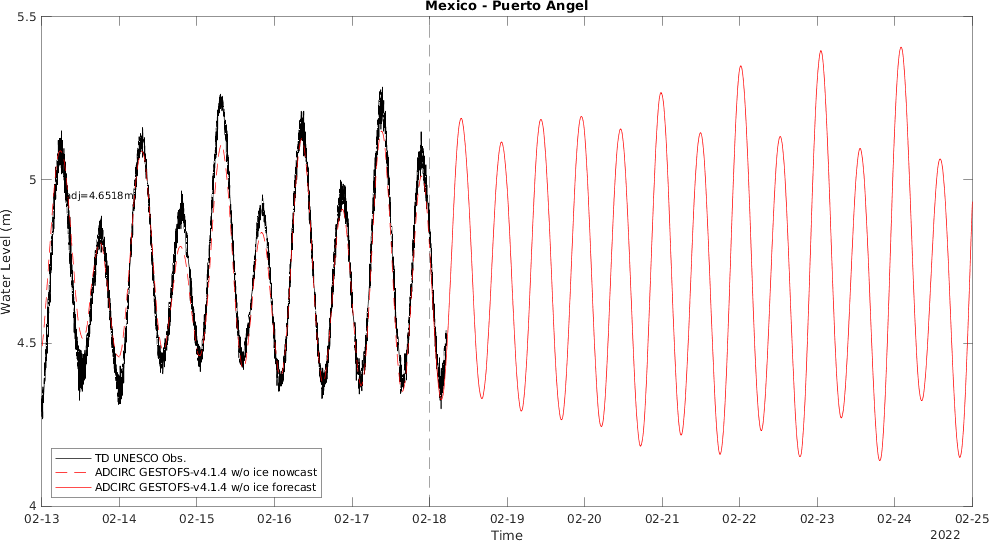 Mexico - Puerto Angel
5.5
5
4.5
4
Water Level (m)
adj=4.6518m
TD UNESCO Obs.
ADCIRC GESTOFS-v4.1.4 w/o ice nowcast
ADCIRC GESTOFS-v4.1.4 w/o ice forecast
02-13 02-14 02-15 02-16 02-17 02-18 02-19 02-20 02-21 02-22 02-23 02-24 02-25
Time
2022